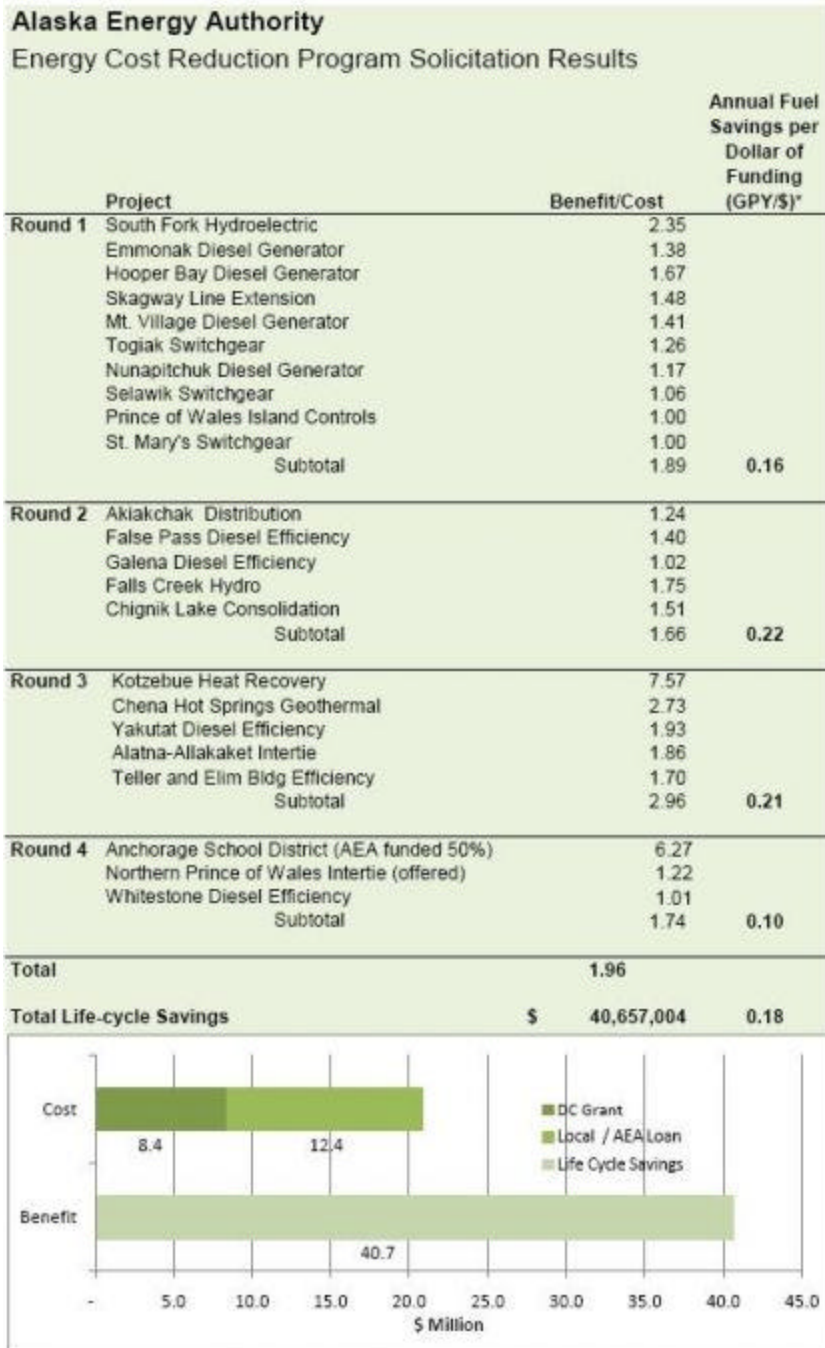 Alaska Energy Authority
Energy Cost Reduction Program Solicitation Results
Annual Fuel
Savings per
Dollar of
Funding
Project Benefit/Cost (GPY/$)*
Round 1 South Fork Hydroelectric 2.35
Emmonak Diesel Generator 1.38
Hooper Bay Diesel Generator 1.67
Skagway Line Extension 1.48
Mt. Village Diesel Generator 1.41
Togiak Switchgear 1.26
Nunapitchuk Diesel Generator 1.17
Selawik Switchgear 1.06
Prince of Wales Island Controls 1.00
St. Mary's Switchgear 1.00
Subtotal 1.89 0.16
Round 2 Akiakchak Distribution 1.24
False Pass Diesel Efficiency 1.40
Galena Diesel Efficiency 1.02
Falls Creek Hydro 1.75
Chignik Lake Consolidation 1.51
Subtotal 1.66 0.22
Round 3 Kotzebue Heat Recovery 7.57
Chena Hot Springs Geothermal 2.73
Yakutat Diesel Efficiency 1.93
Alatna-Allakaket Intertie 1.86
Teller and Elim Bldg Efficiency 1.70
Subtotal 2.96 0.21
Round 4 Anchorage School District (AEA funded 50%) 6.27
Northern Prince of Wales Intertie (offered) 1.22
Whitestone Diesel Efficiency 1.01
Subtotal 1.74 0.10
Total 1.96
Total Life-cycle Savings $ 40,657,004 0.18
Cost
8.4 12.4
DC Grant
Local / AEA Loan
Life Cycle Savings
Benefit
40.7
- 5.0 10.0 15.0 20.0 25.0 30.0 35.0 40.0 45.0
$ Million